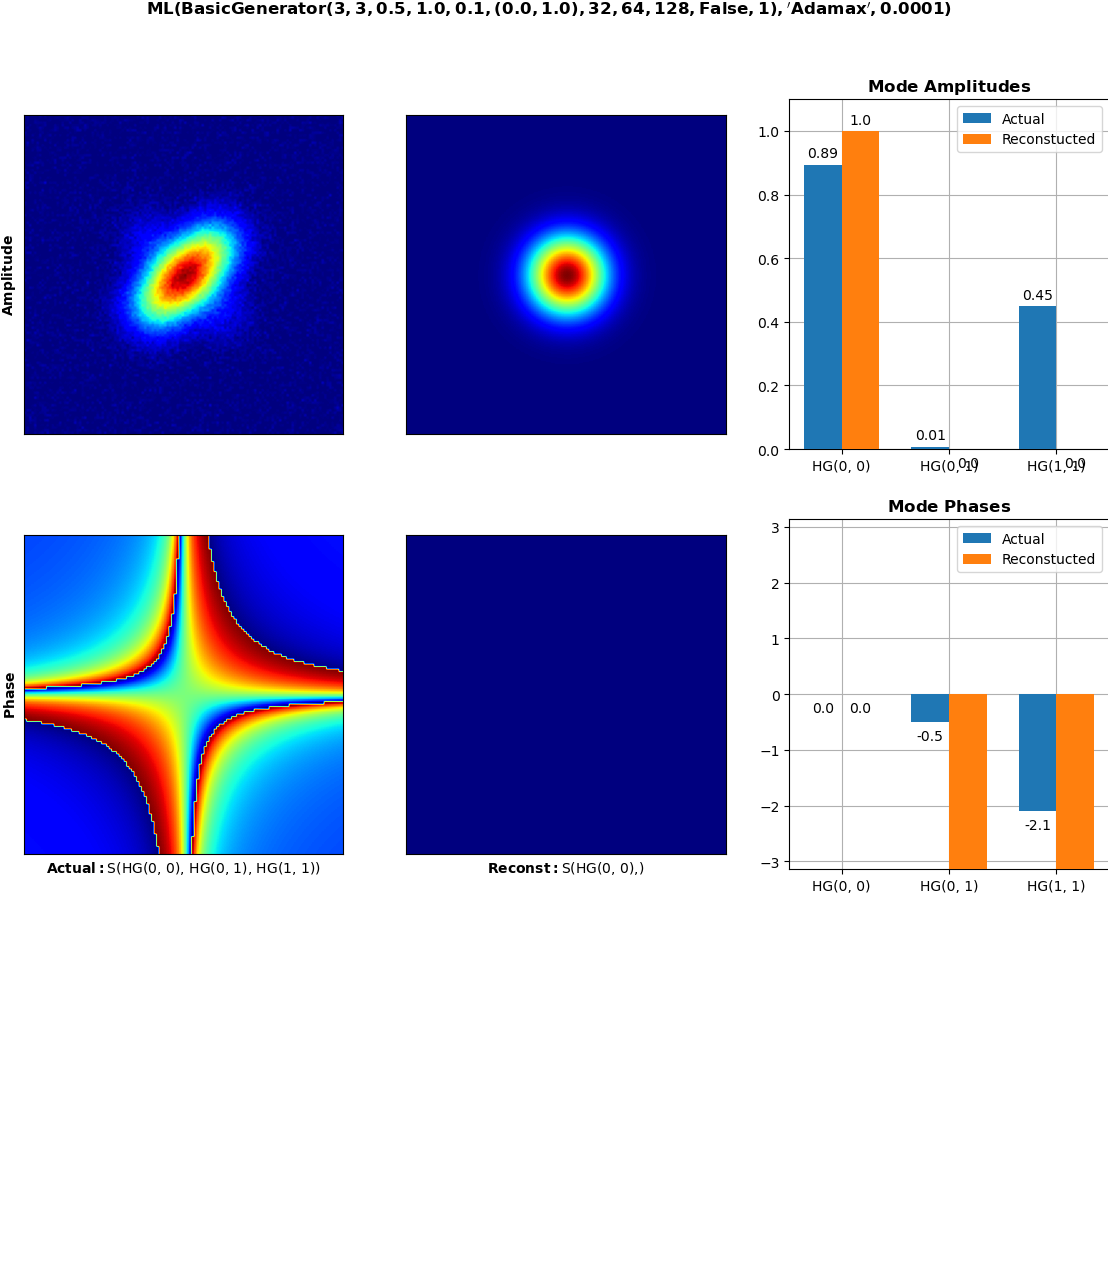 ML(BasicGenerator(3, 3, 0.5, 1.0, 0.1, (0.0, 1.0), 32, 64, 128, False, 1), ′Adamax′, 0.0001)
Mode Amplitudes
Amplitude
Actual
Reconstucted
1.0
0.8
0.6
0.4
0.2
0.0
0.89
1.0
0.01
0.0
0.45
0.0
HG(0, 0)
HG(0, 1)
HG(1, 1)
Mode Phases
Phase
Actual
Reconstucted
3
2
1
0
−1
−2
−3
0.0
0.0
-0.5
-2.1
HG(0, 0)
HG(0, 1)
HG(1, 1)
Actual: S(HG(0, 0), HG(0, 1), HG(1, 1))
Reconst: S(HG(0, 0),)